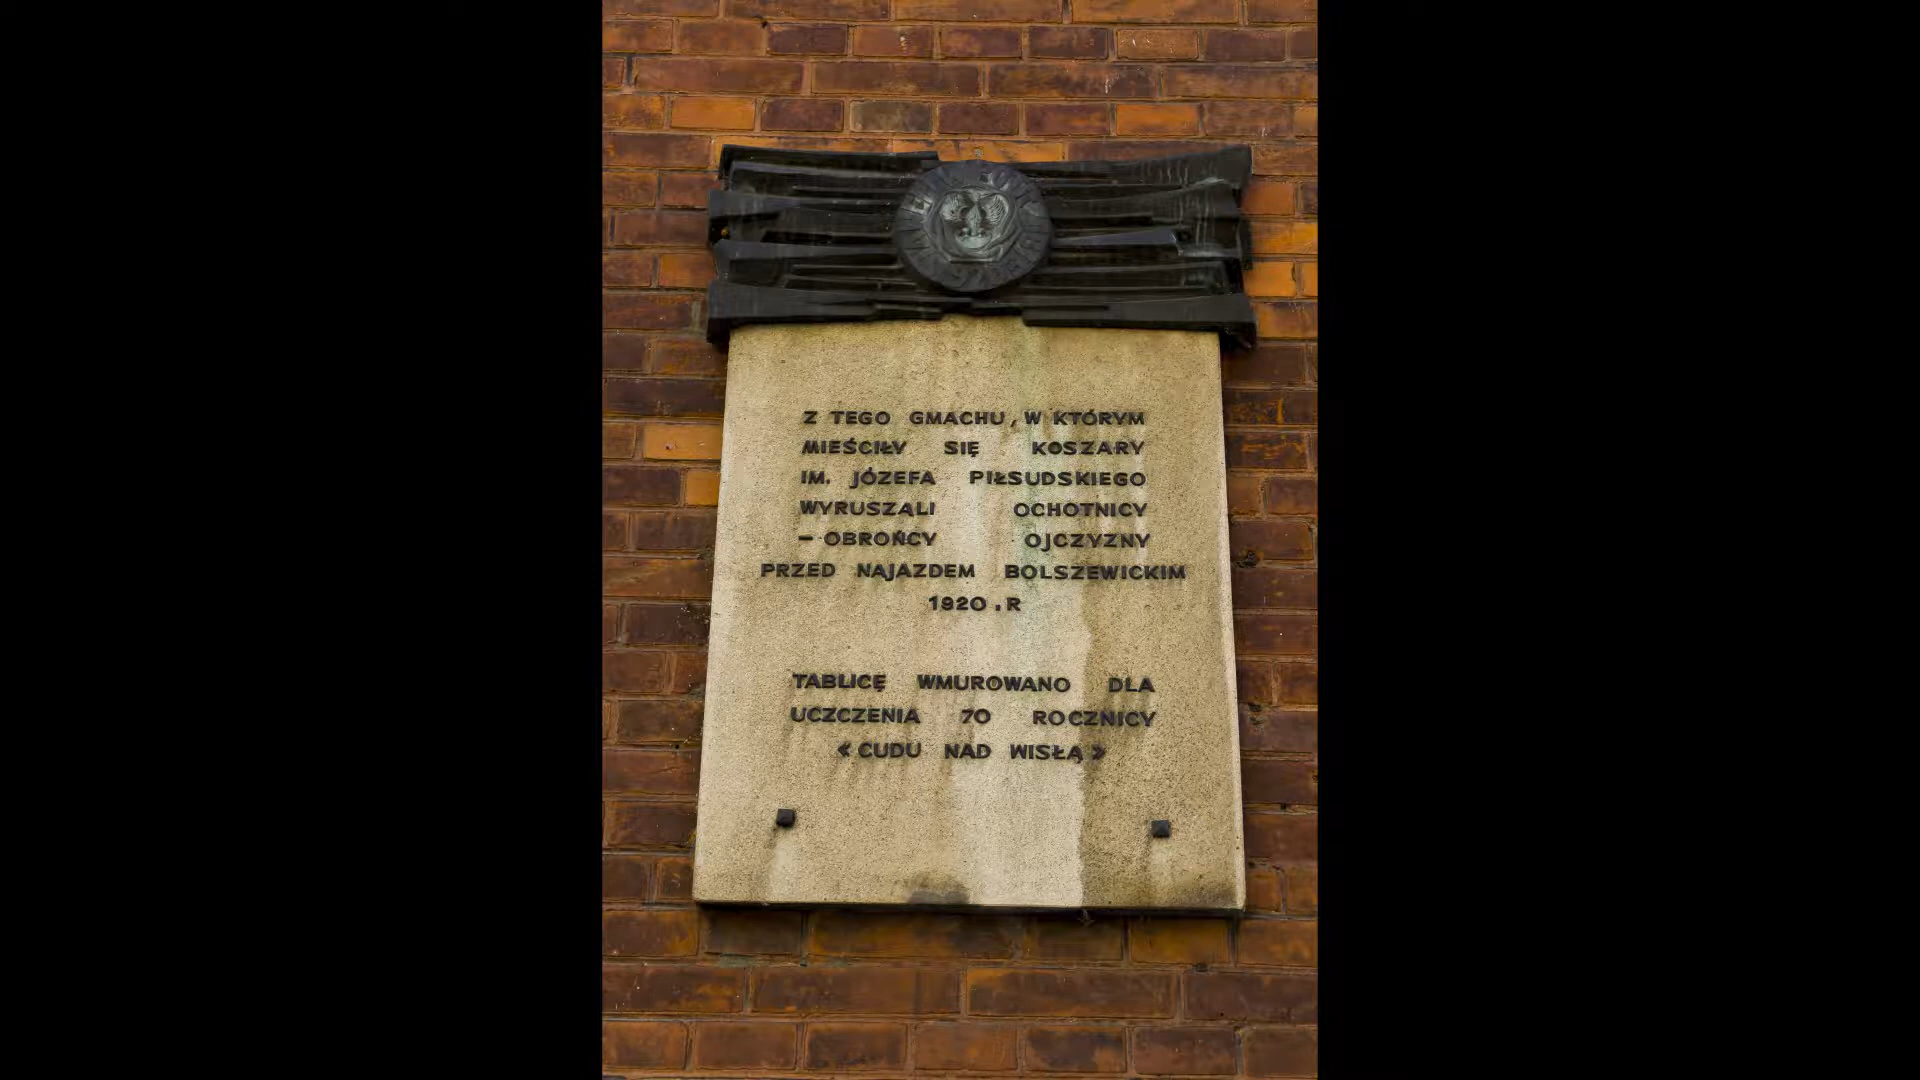 Z TEGO GMACHU, W KTÓRYM
MIEŚCIŁY SIĘ KOSZARY
IM. JÓZEFA PIŁSUDSKIEGO
WYRUSZALI OCHOTNICY
– OBROŃCY OJCZYZNY
PRZED NAJAZDEM BOLSZEWICKIM
1920.R
TABLICĘ WMUROWANO DLA
UCZCZENIA 70 ROCZNICY
«CUDU NAD WISŁĄ»